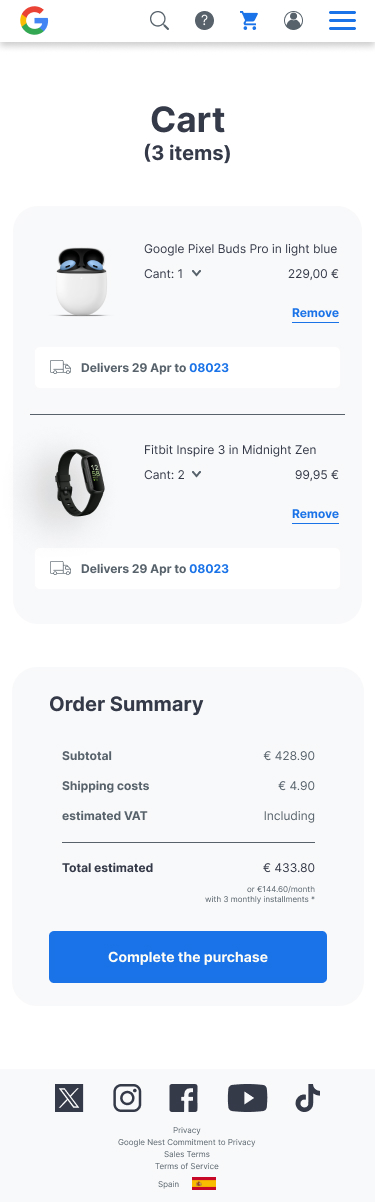 Cart
(3 items)
Google Pixel Buds Pro in light blue
Cant: 1
229,00 €
Remove
Delivers 29 Apr to 08023
Fitbit Inspire 3 in Midnight Zen
Cant: 2
99,95 €
Remove
Delivers 29 Apr to 08023
Order Summary
Subtotal € 428.90
Shipping costs € 4.90
estimated VAT Including
Total estimated € 433.80
or €144.60/month
with 3 monthly installments *
Complete the purchase
Privacy
Google Nest Commitment to Privacy
Sales Terms
Terms of Service
Spain